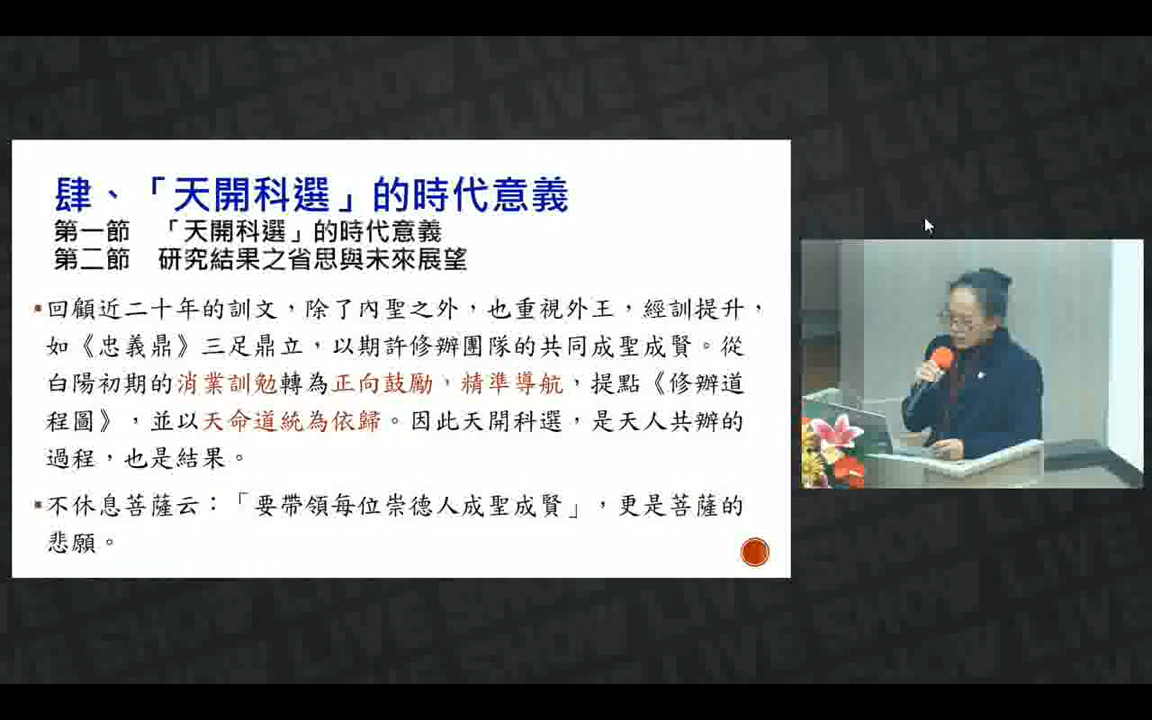 肆、「天開科選」的時代意義
第一節　「天開科選」的時代意義
第二節　研究結果之省思與未來展望
▪回顧近二十年的訓文，除了內聖之外，也重視外王，經訓提升，
如《忠義鼎》三足鼎立，以期許修辦團隊的共同成聖成賢。從
白陽初期的消業訓勉轉為正向鼓勵，精準導航，提點《修辦道
程圖》，並以天命道統為依歸。因此天開科選，是天人共辦的
過程，也是結果。
▪不休息菩薩云：「要帶領每位崇德人成聖成賢」，更是菩薩的
悲願。